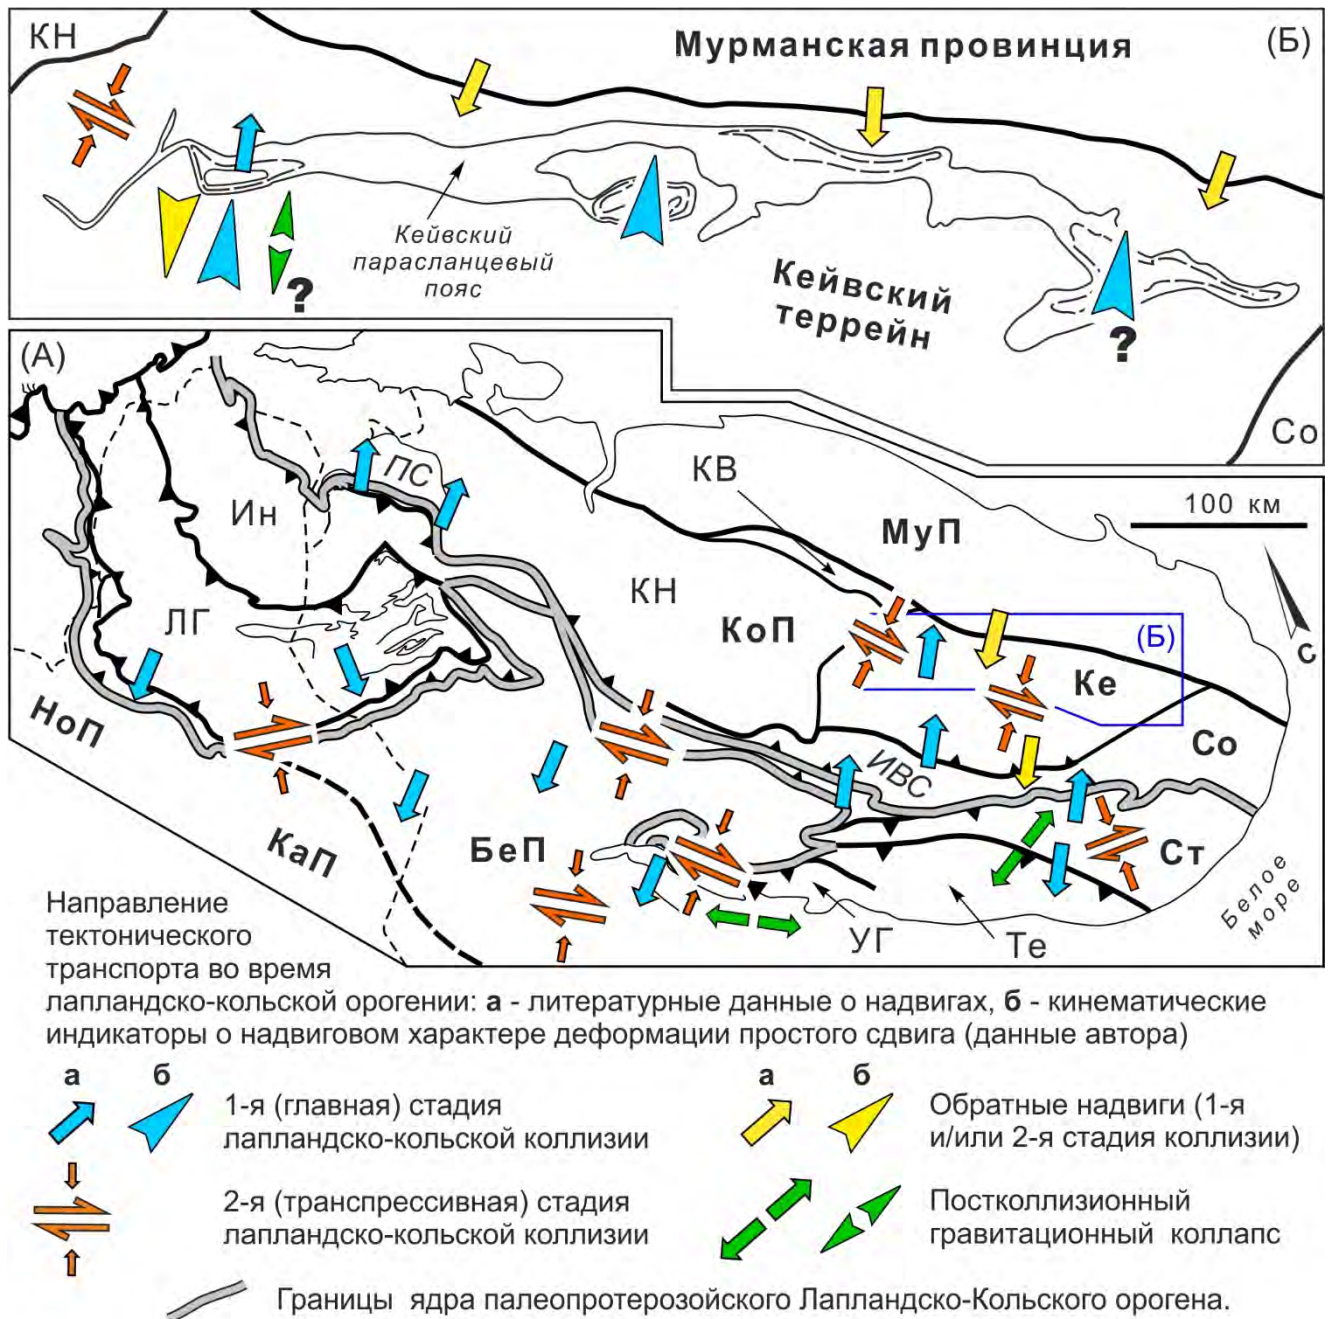 КН
Мурманская провинция
(Б)
Кейвский
парасланцевый
пояс
Кейвский
террейн
?
?
Со
(А)
ПС
Ин
КВ
МуП
100 км
С
КН
КоП
(Б)
ЛГ
Ке
НоП
Со
ИВС
КаП
БеП
Ст
УГ
Те
Белое
море
Направление
тектонического
транспорта во время
лапландско-кольской орогении: а - литературные данные о надвигах, б - кинематические
индикаторы о надвиговом характере деформации простого сдвига (данные автора)
а б
1-я (главная) стадия
лапландско-кольской коллизии
2-я (транспрессивная) стадия
лапландско-кольской коллизии
а б
Обратные надвиги (1-я
и/или 2-я стадия коллизии)
Постколлизионный
гравитационный коллапс
Границы ядра палеопротерозойского Лапландско-Кольского орогена.